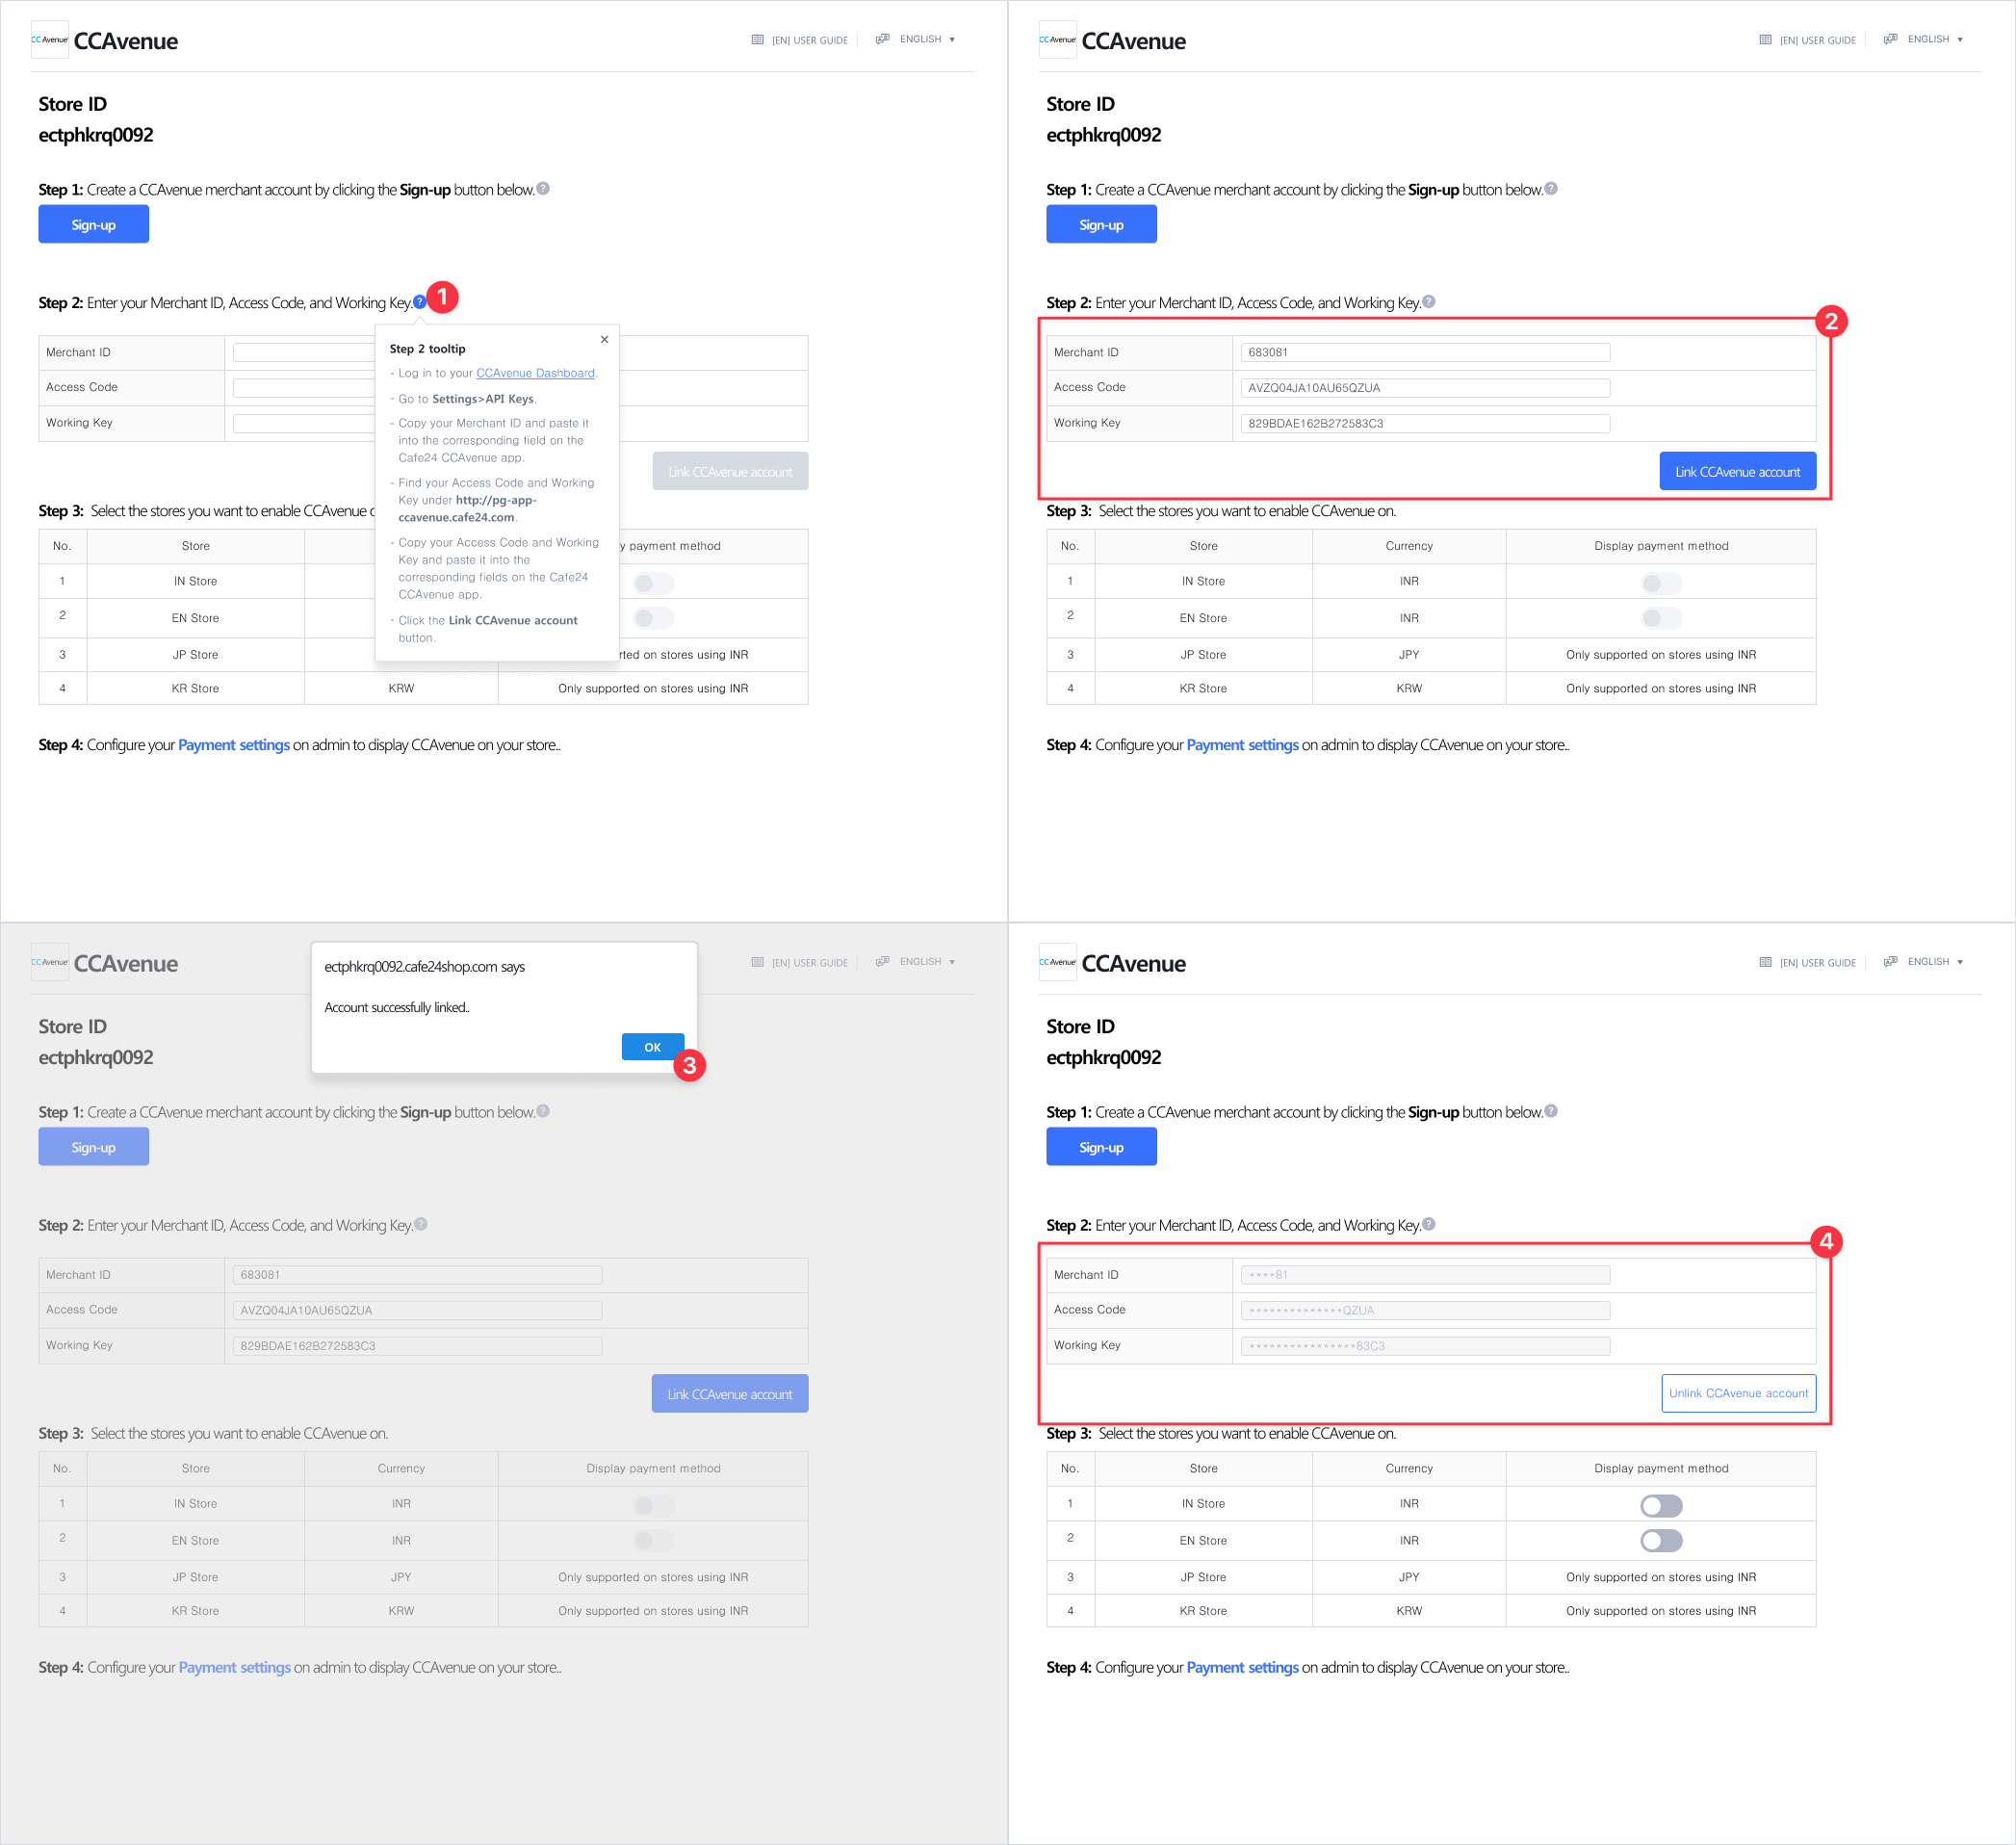 CCAvenue CCAvenue
[EN] USER GUIDE
ENGLISH ▼
Store ID
ectphkrq0092
Step 1: Create a CCAvenue merchant account by clicking the Sign-up button below. ?
Sign-up
Step 2: Enter your Merchant ID, Access Code, and Working Key. ? 1
Merchant ID
Access Code
Working Key
Step 2 tooltip ×
- Log in to your CCAvenue Dashboard.
- Go to Settings>API Keys.
- Copy your Merchant ID and paste it
into the corresponding field on the
Cafe24 CCAvenue app.
- Find your Access Code and Working
Key under http://pg-app-
ccavenue.cafe24.com.
- Copy your Access Code and Working
Key and paste it into the
corresponding fields on the Cafe24
CCAvenue app.
- Click the Link CCAvenue account
button.
Link CCAvenue account
Step 3: Select the stores you want to enable CCAvenue
No. Store y payment method
1 IN Store
2 EN Store
3 JP Store rted on stores using INR
4 KR Store KRW Only supported on stores using INR
Step 4: Configure your Payment settings on admin to display CCAvenue on your store..
CCAvenue CCAvenue
[EN] USER GUIDE
ENGLISH ▼
Store ID
ectphkrq0092
Step 1: Create a CCAvenue merchant account by clicking the Sign-up button below. ?
Sign-up
Step 2: Enter your Merchant ID, Access Code, and Working Key. ?
2
Merchant ID 683081
Access Code AVZQ04JA10AU65QZUA
Working Key 829BDAE162B272583C3
Link CCAvenue account
Step 3: Select the stores you want to enable CCAvenue on.
No. Store Currency Display payment method
1 IN Store INR
2 EN Store INR
3 JP Store JPY Only supported on stores using INR
4 KR Store KRW Only supported on stores using INR
Step 4: Configure your Payment settings on admin to display CCAvenue on your store..
CCAvenue CCAvenue
[EN] USER GUIDE
ENGLISH ▼
ectphkrq0092.cafe24shop.com says
Account successfully linked..
OK
3
Store ID
ectphkrq0092
Step 1: Create a CCAvenue merchant account by clicking the Sign-up button below. ?
Sign-up
Step 2: Enter your Merchant ID, Access Code, and Working Key. ?
Merchant ID 683081
Access Code AVZQ04JA10AU65QZUA
Working Key 829BDAE162B272583C3
Link CCAvenue account
Step 3: Select the stores you want to enable CCAvenue on.
No. Store Currency Display payment method
1 IN Store INR
2 EN Store INR
3 JP Store JPY Only supported on stores using INR
4 KR Store KRW Only supported on stores using INR
Step 4: Configure your Payment settings on admin to display CCAvenue on your store..
CCAvenue CCAvenue
[EN] USER GUIDE
ENGLISH ▼
Store ID
ectphkrq0092
Step 1: Create a CCAvenue merchant account by clicking the Sign-up button below. ?
Sign-up
Step 2: Enter your Merchant ID, Access Code, and Working Key. ?
4
Merchant ID ****81
Access Code **************QZUA
Working Key ****************83C3
Unlink CCAvenue account
Step 3: Select the stores you want to enable CCAvenue on.
No. Store Currency Display payment method
1 IN Store INR
2 EN Store INR
3 JP Store JPY Only supported on stores using INR
4 KR Store KRW Only supported on stores using INR
Step 4: Configure your Payment settings on admin to display CCAvenue on your store..